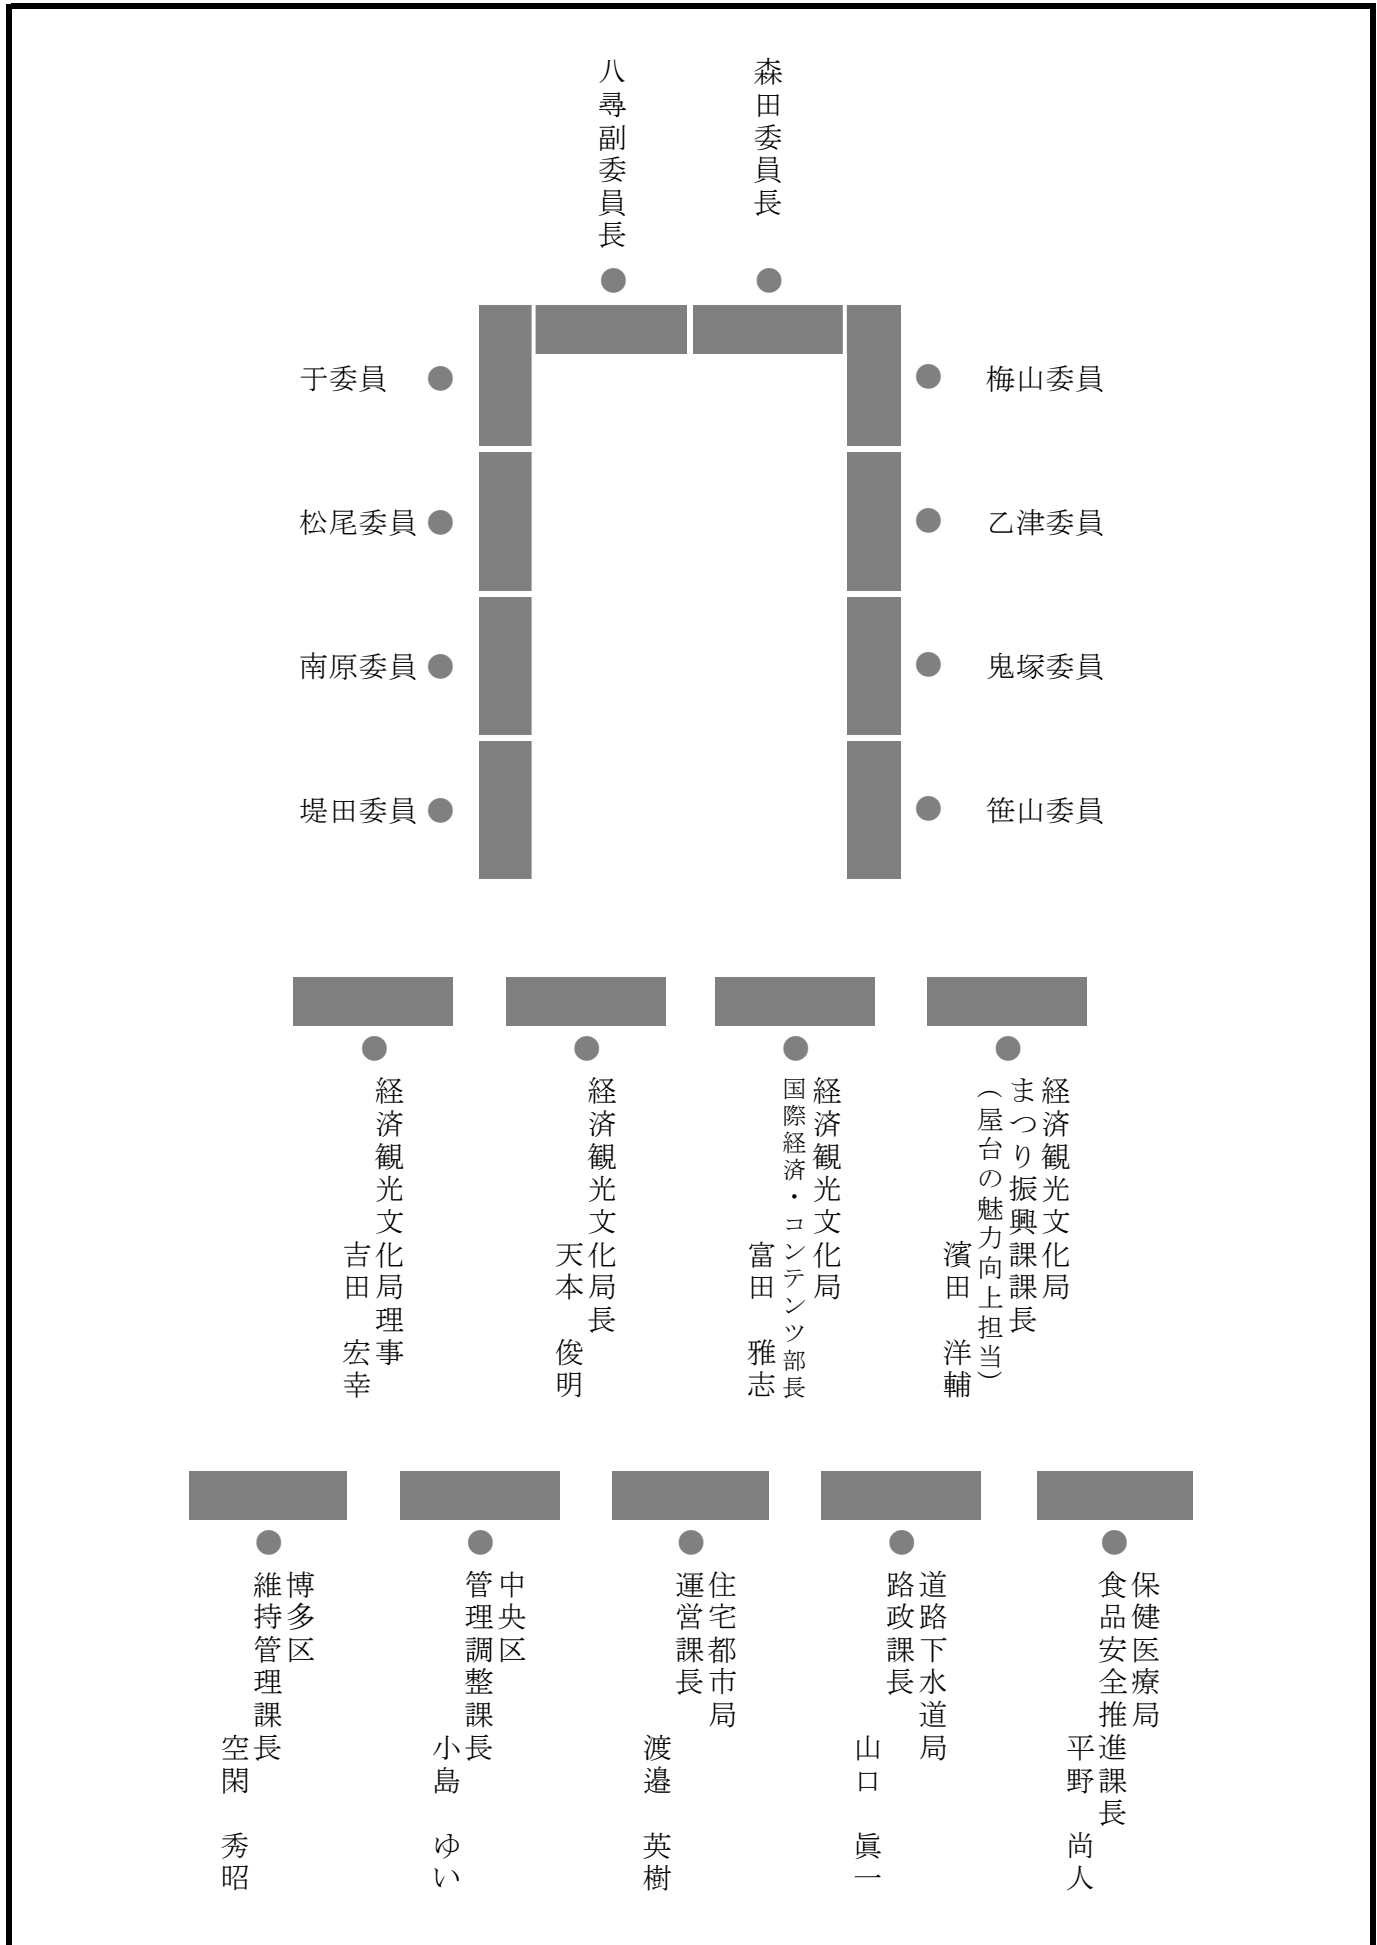 森田委員長
八尋副委員長
于委員
梅山委員
松尾委員
乙津委員
南原委員
鬼塚委員
堤田委員
笹山委員
経済観光文化局
まつり振興課課長
（屋台の魅力向上担当）
濱田　洋輔
経済観光文化局
国際経済・コンテンツ部長
富田　雅志
経済観光文化局長
天本　俊明
経済観光文化局理事
吉田　宏幸
保健医療局
食品安全推進課長
平野　尚人
道路下水道局
路政課長
山口　眞一
住宅都市局
運営課長
渡邉　英樹
中央区
管理調整課長
小島　ゆい
博多区
維持管理課長
空閑　秀昭